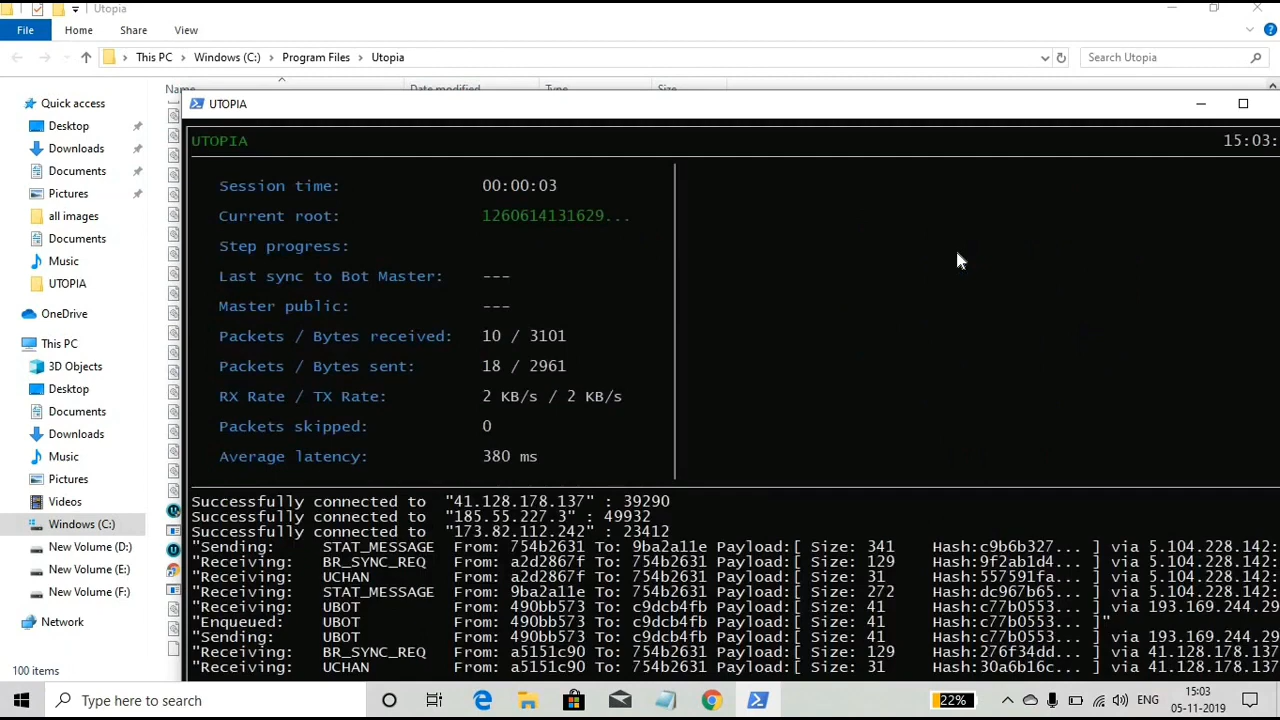 Utopia
File Home Share View
This PC Windows (C:) Program Files Utopia Search Utopia
Name Date modified Type Size
Quick access
Desktop
Downloads
Documents
Pictures
all images
Documents
Music
UTOPIA
OneDrive
This PC
3D Objects
Desktop
Documents
Downloads
Music
Pictures
Videos
Windows (C:)
New Volume (D:)
New Volume (E:)
New Volume (F:)
Network
100 items
UTOPIA
UTOPIA 15:03:
Session time: 00:00:03
Current root: 1260614131629...
Step progress:
Last sync to Bot Master: ---
Master public: ---
Packets / Bytes received: 10 / 3101
Packets / Bytes sent: 18 / 2961
RX Rate / TX Rate: 2 KB/s / 2 KB/s
Packets skipped: 0
Average latency: 380 ms
Successfully connected to "41.128.178.137" : 39290
Successfully connected to "185.55.227.3" : 49932
Successfully connected to "173.82.112.242" : 23412
"Sending: STAT_MESSAGE From: 754b2631 To: 9ba2a11e Payload:[ Size: 341 Hash:c9b6b327... ] via 5.104.228.142:
"Receiving: BR_SYNC_REQ From: a2d2867f To: 754b2631 Payload:[ Size: 129 Hash:9f2ab1d4... ] via 5.104.228.142:
"Receiving: UCHAN From: a2d2867f To: 754b2631 Payload:[ Size: 31 Hash:557591fa... ] via 5.104.228.142:
"Receiving: STAT_MESSAGE From: 9ba2a11e To: 754b2631 Payload:[ Size: 272 Hash:dc967b65... ] via 5.104.228.142:
"Receiving: UBOT From: 490bb573 To: c9dcb4fb Payload:[ Size: 41 Hash:c77b0553... ] via 193.169.244.29
"Enqueued: UBOT From: 490bb573 To: c9dcb4fb Payload:[ Size: 41 Hash:c77b0553... ]"
"Sending: UBOT From: 490bb573 To: c9dcb4fb Payload:[ Size: 41 Hash:c77b0553... ] via 193.169.244.29
"Receiving: BR_SYNC_REQ From: a5151c90 To: 754b2631 Payload:[ Size: 129 Hash:276f34dd... ] via 41.128.178.137
"Receiving: UCHAN From: a5151c90 To: 754b2631 Payload:[ Size: 31 Hash:30a6b16c... ] via 41.128.178.137
Type here to search 22% ENG 15:03
05-11-2019